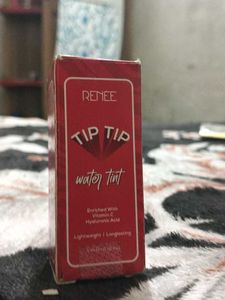 RENEE
TIP TIP
water tint
Enriched With
Vitamin E
Hyaluronic Acid
Lightweight | Longlasting